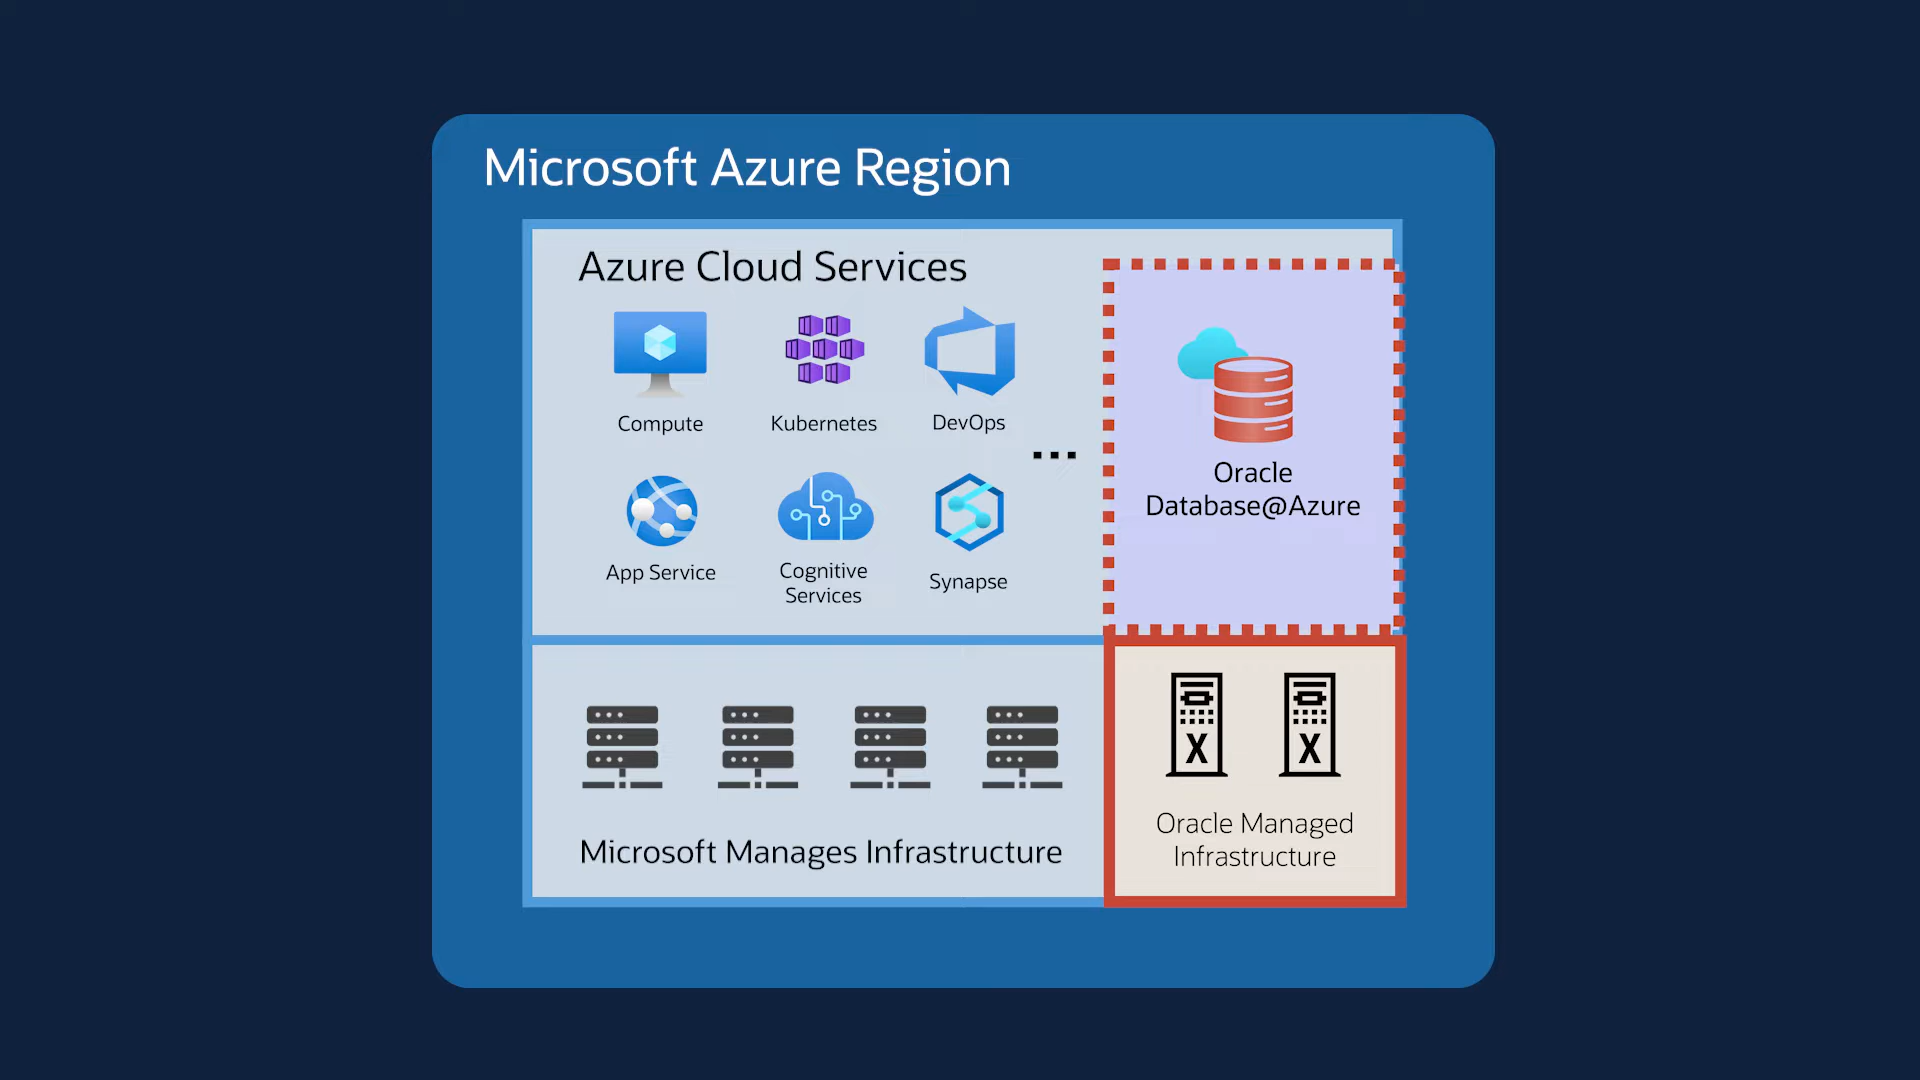 Microsoft Azure Region
Azure Cloud Services
Compute
Kubernetes
DevOps
...
App Service
Cognitive
Services
Synapse
Oracle
Database@Azure
Microsoft Manages Infrastructure
X
X
Oracle Managed
Infrastructure